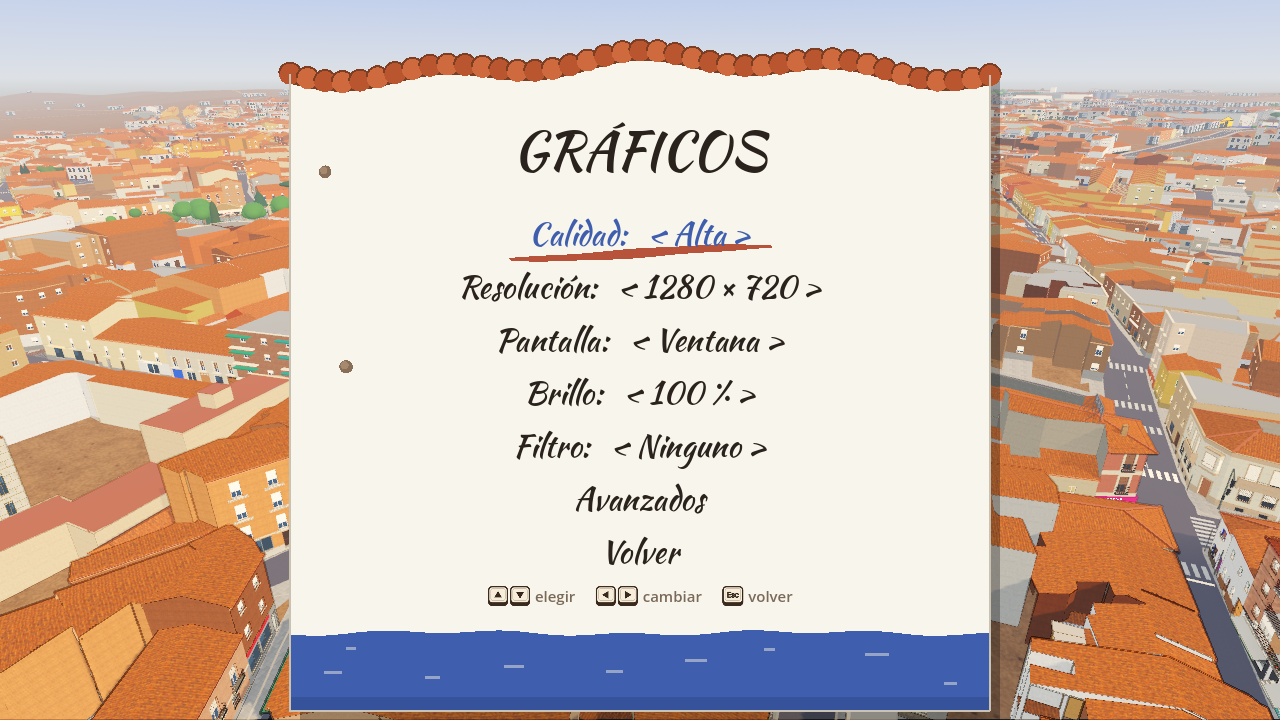 GRÁFICOS
Calidad: < Alta >
Resolución: < 1280 × 720 >
Pantalla: < Ventana >
Brillo: < 100 % >
Filtro: < Ninguno >
Avanzados
Volver
elegir cambiar Esc volver